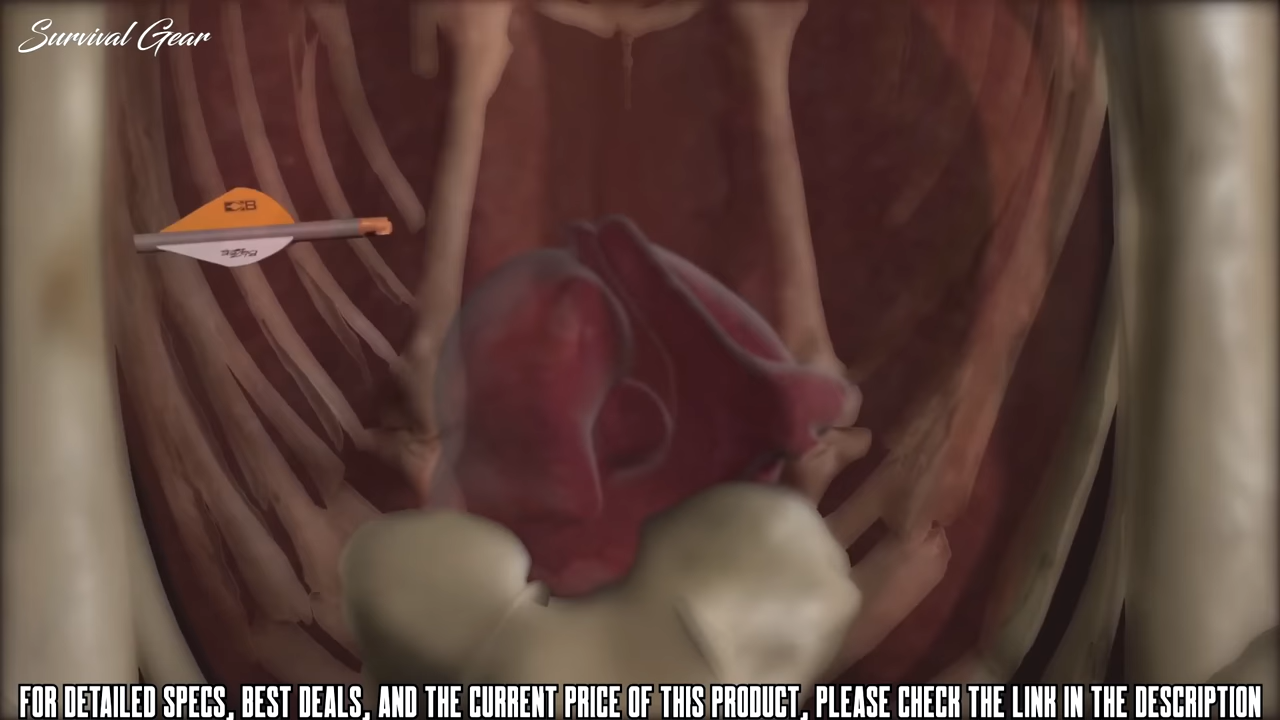 Survival Gear
FOR DETAILED SPECS, BEST DEALS, AND THE CURRENT PRICE OF THIS PRODUCT, PLEASE CHECK THE LINK IN THE DESCRIPTION